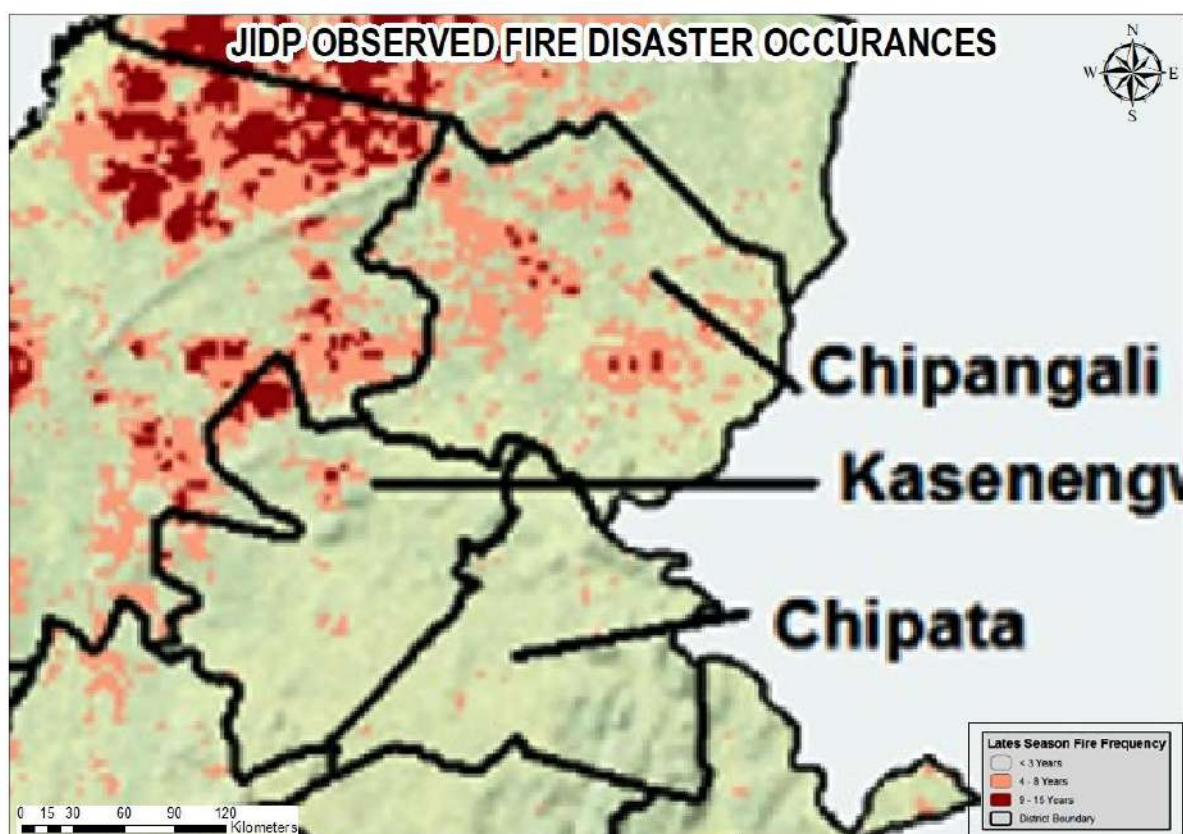 JIDP OBSERVED FIRE DISASTER OCCURANCES
N
W E
S
Chipangali
Kasenengw
Chipata
Lates Season Fire Frequency
< 3 Years
4 - 8 Years
9 - 15 Years
District Boundary
0 15 30 60 90 120
Kilometers